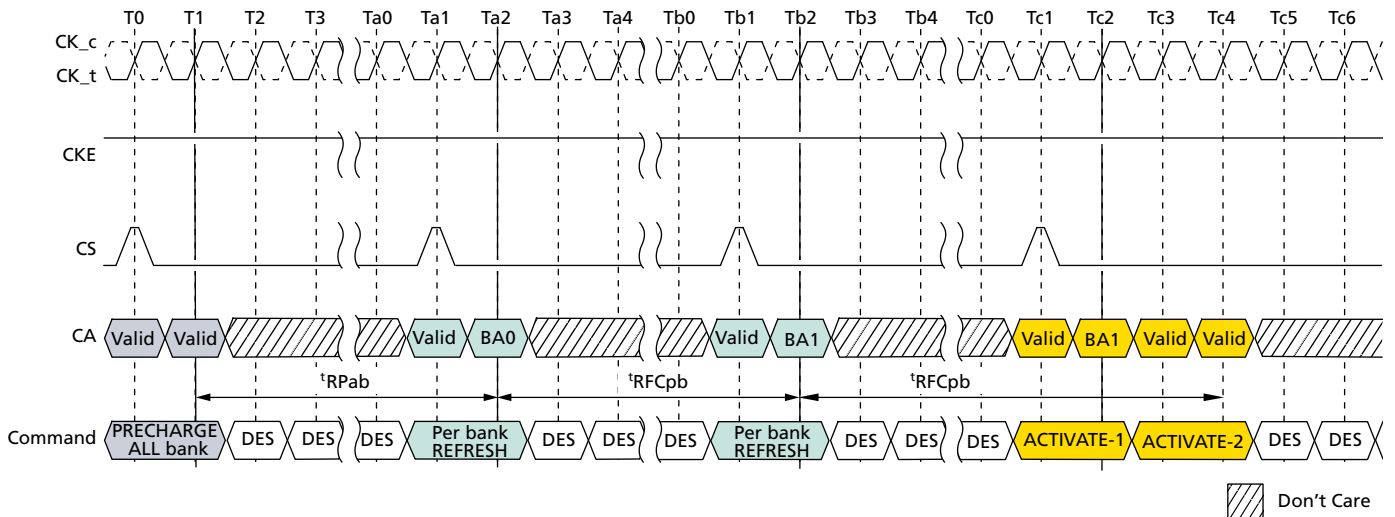 T0 T1 T2 T3 Ta0 Ta1 Ta2 Ta3 Ta4 Tb0 Tb1 Tb2 Tb3 Tb4 Tc0 Tc1 Tc2 Tc3 Tc4 Tc5 Tc6
CK_c
CK_t
CKE
CS
CA Valid Valid Valid BA0 Valid BA1 Valid BA1 Valid Valid
tRPab tRFCpb tRFCpb
Command PRECHARGE ALL bank DES DES DES Per bank REFRESH DES DES DES Per bank REFRESH DES DES DES ACTIVATE-1 ACTIVATE-2 DES DES
Don't Care